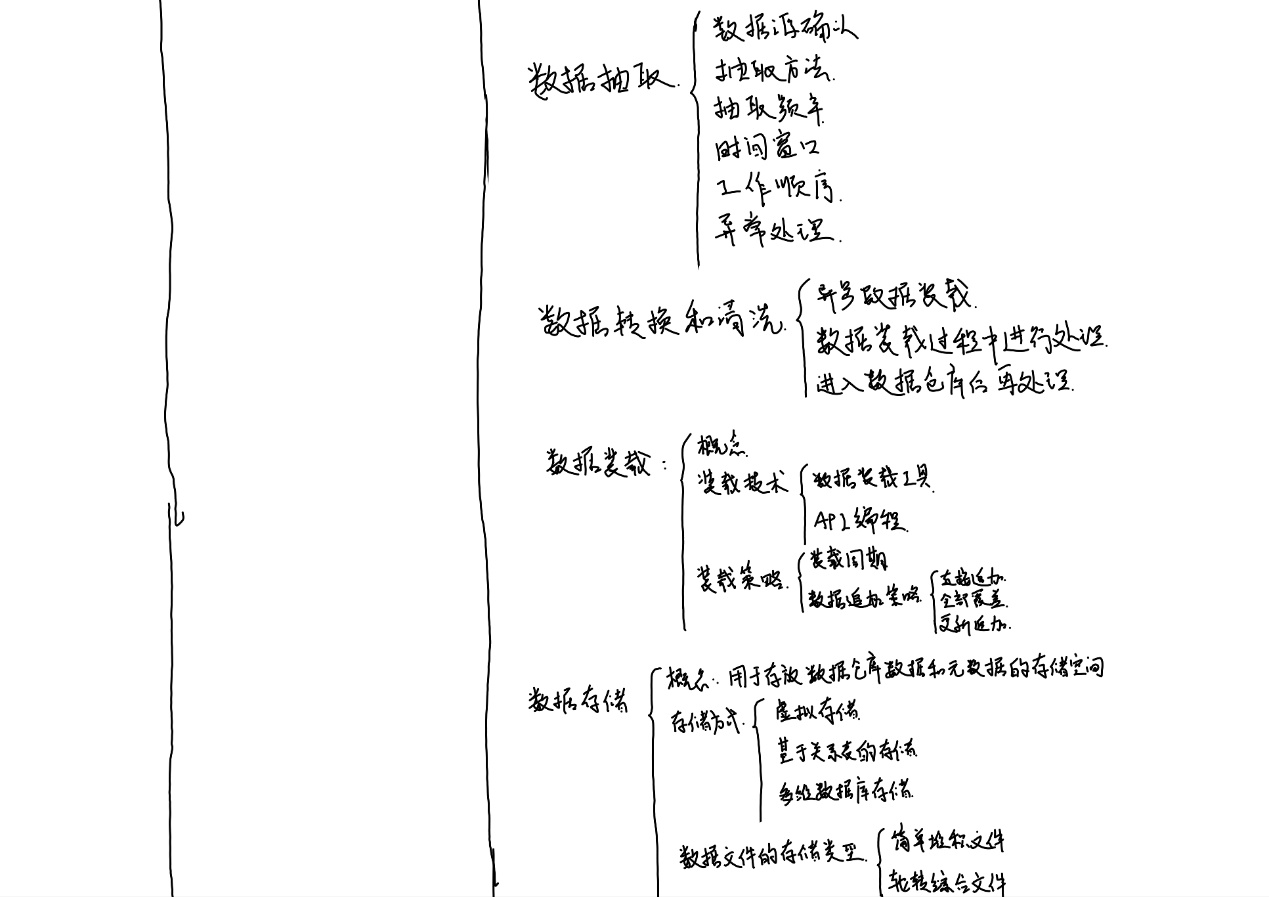 数据抽取.
数据源确认
抽取方法.
抽取频率.
时间窗口
工作顺序.
异常处理.
数据转换和清洗.
异号数据装载.
数据装载过程中进行处理.
进入数据仓库后再处理.
数据装载:
概念.
装载技术
数据装载工具.
API编程.
装载策略.
装载周期
数据追加策略.
直接追加.
全部覆盖.
更新追加.
数据存储
概念: 用于存放数据仓库数据和元数据的存储空间
存储方式.
虚拟存储.
基于关系表的存储.
多维数据库存储.
数据文件的存储类型.
简单堆积文件
轮转综合文件